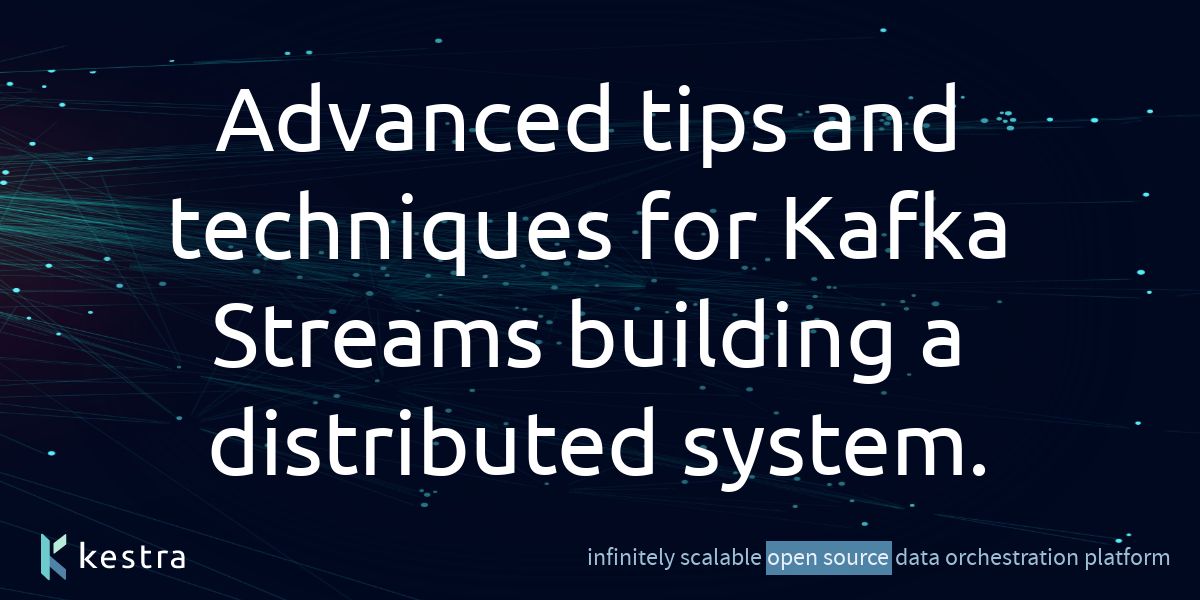 Advanced tips and
techniques for Kafka
Streams building a
distributed system.
kestra
infinitely scalable open source data orchestration platform